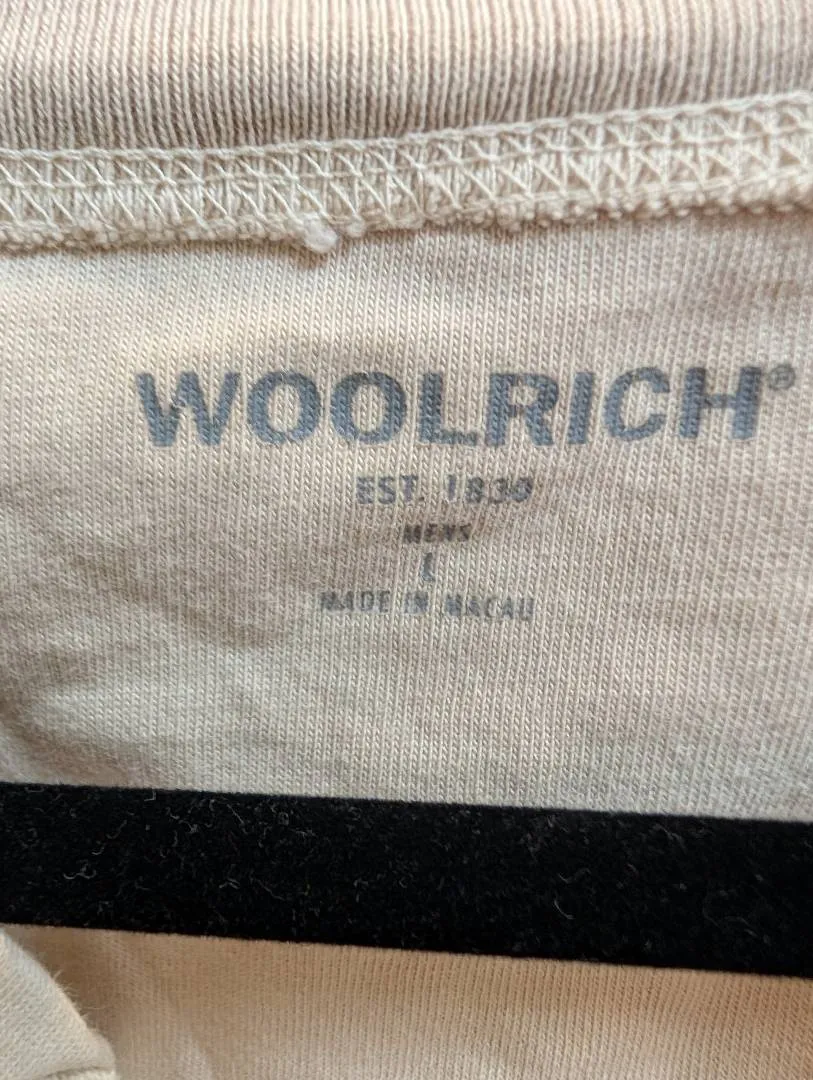 WOOLRICH®
EST. 1830
MENS
L
MADE IN MACAU